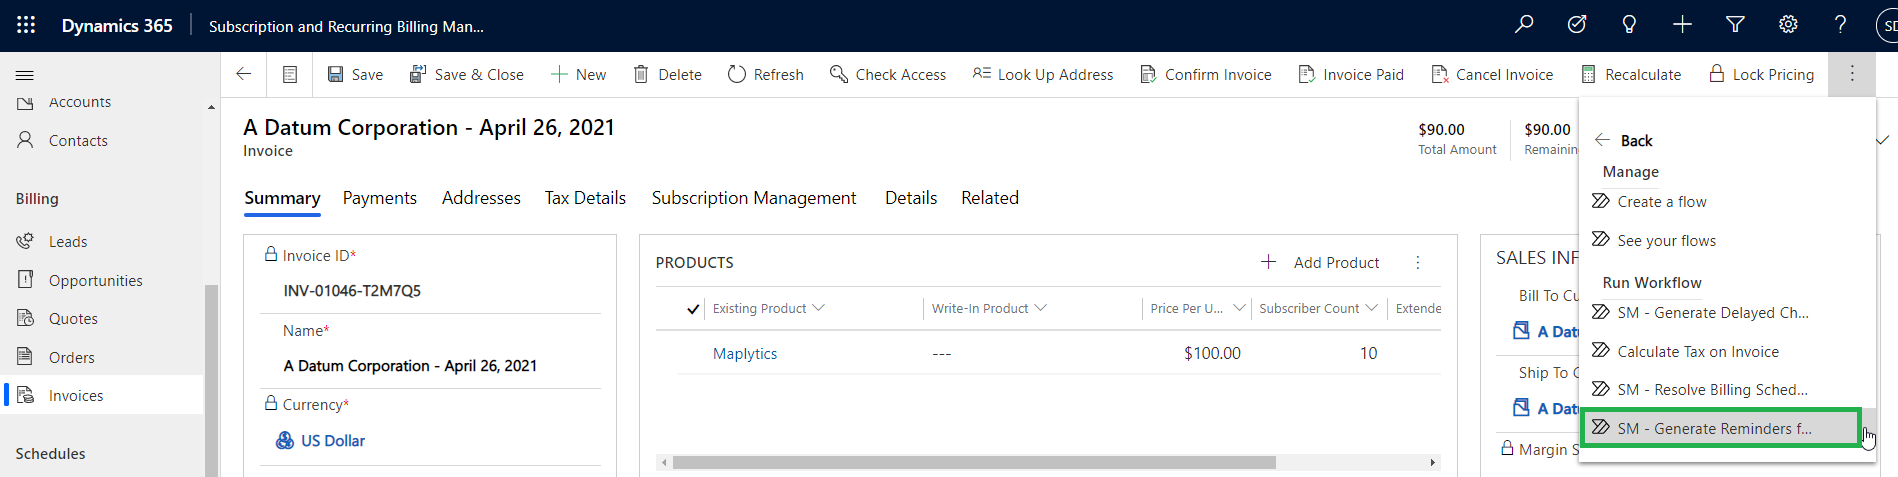 Dynamics 365
Subscription and Recurring Billing Man...
SD
Save
Save & Close
New
Delete
Refresh
Check Access
Look Up Address
Confirm Invoice
Invoice Paid
Cancel Invoice
Recalculate
Lock Pricing
Accounts
Contacts
Billing
Leads
Opportunities
Quotes
Orders
Invoices
Schedules
A Datum Corporation - April 26, 2021
Invoice
$90.00
Total Amount
$90.00
Remainin
Summary
Payments
Addresses
Tax Details
Subscription Management
Details
Related
Invoice ID*
INV-01046-T2M7Q5
Name*
A Datum Corporation - April 26, 2021
Currency*
US Dollar
PRODUCTS
+ Add Product
Existing Product
Write-In Product
Price Per U...
Subscriber Count
Extende
Maplytics
---
$100.00
10
SALES INF
Bill To Cu
A Dat
Ship To C
A Dat
Margin S
Back
Manage
Create a flow
See your flows
Run Workflow
SM - Generate Delayed Ch...
Calculate Tax on Invoice
SM - Resolve Billing Sched...
SM - Generate Reminders f...